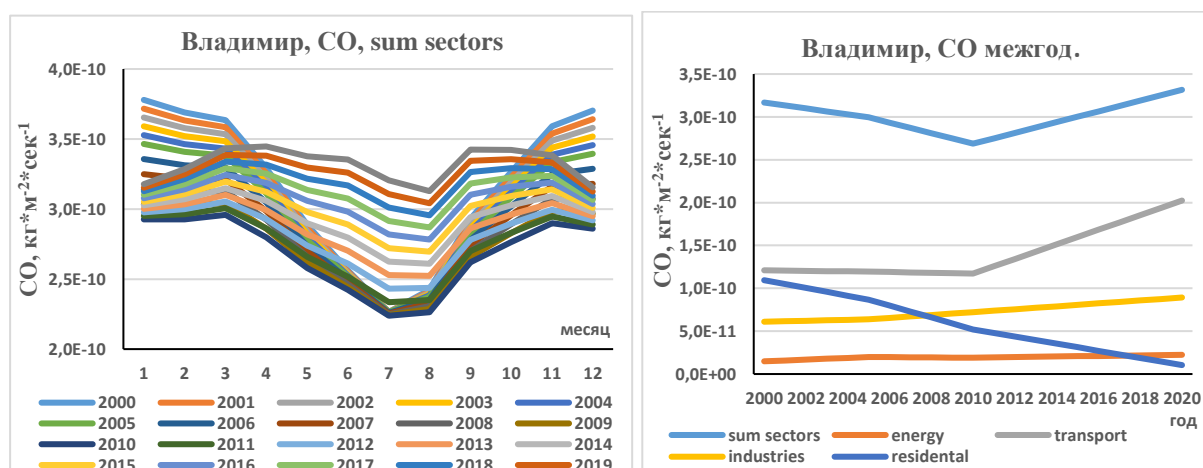 Владимир, CO, sum sectors
CO, кг*м-2*сек-1
4,0E-10
3,5E-10
3,0E-10
2,5E-10
2,0E-10
месяц
1 2 3 4 5 6 7 8 9 10 11 12
2000 2001 2002 2003 2004
2005 2006 2007 2008 2009
2010 2011 2012 2013 2014
2015 2016 2017 2018 2019
Владимир, CO межгод.
CO, кг*м-2*сек-1
3,5E-10
3,0E-10
2,5E-10
2,0E-10
1,5E-10
1,0E-10
5,0E-11
0,0E+00
2000 2002 2004 2006 2008 2010 2012 2014 2016 2018 2020
год
sum sectors energy transport
industries residental